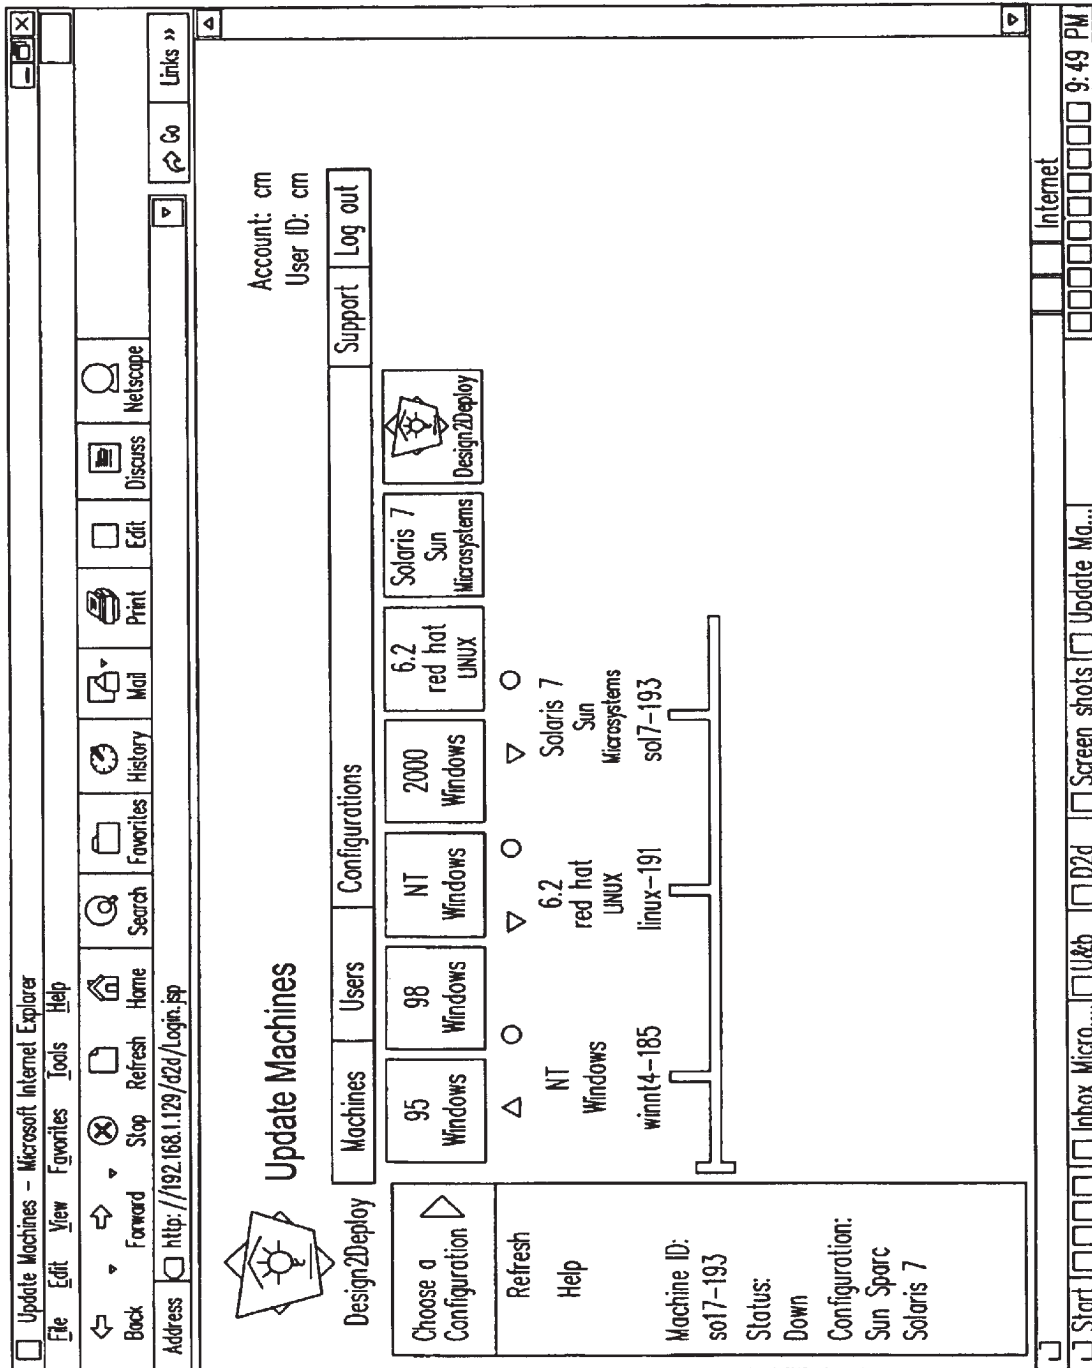 Update Machines – Microsoft Internet Explorer
File Edit View Favorites Tools Help
Back Forward Stop Refresh Home Search Favorites History Mail Print Edit Discuss Netscape
Address http://192.168.1.129/d2d/Login.jsp Go Links »
Design2Deploy
Update Machines
Account: cm
User ID: cm
Machines Users Configurations Support Log out
Choose a
Configuration
Refresh
Help
Machine ID:
sol7-193
Status:
Down
Configuration:
Sun Sparc
Solaris 7
95
Windows
98
Windows
NT
Windows
2000
Windows
6.2
red hat
LINUX
Solaris 7
Sun
Microsystems
Design2Deploy
NT
Windows
winnt4-185
6.2
red hat
LINUX
linux-191
Solaris 7
Sun
Microsystems
sol7-193
Internet
Start Inbox Micro... U&b D2d Screen shots Update Ma... 9:49 PM